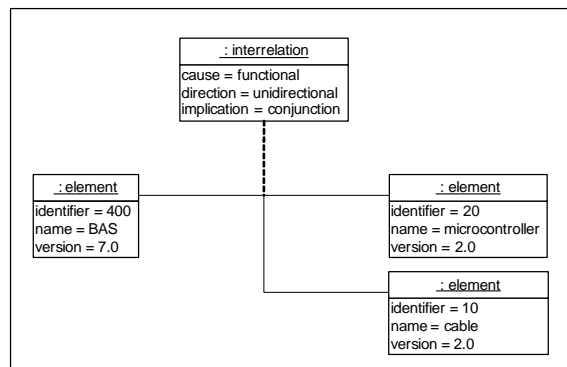 : interrelation
cause = functional
direction = unidirectional
implication = conjunction
: element
identifier = 400
name = BAS
version = 7.0
: element
identifier = 20
name = microcontroller
version = 2.0
: element
identifier = 10
name = cable
version = 2.0